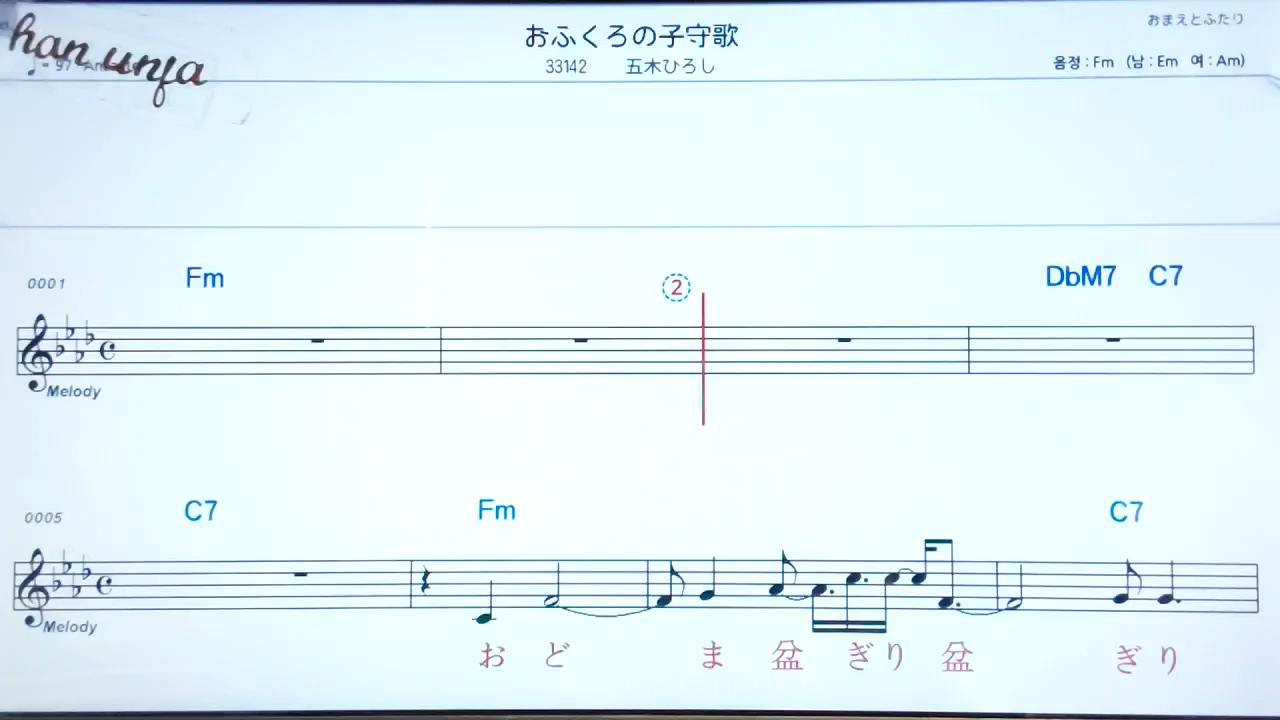 han unja
おふくろの子守歌
おまえとふたり
33142 五木ひろし
음정 : Fm (남 : Em 여 : Am)
♩= 97
0001 Fm ② DbM7 C7
Melody
0005 C7 Fm C7
Melody
おど ま盆ぎり盆 ぎり